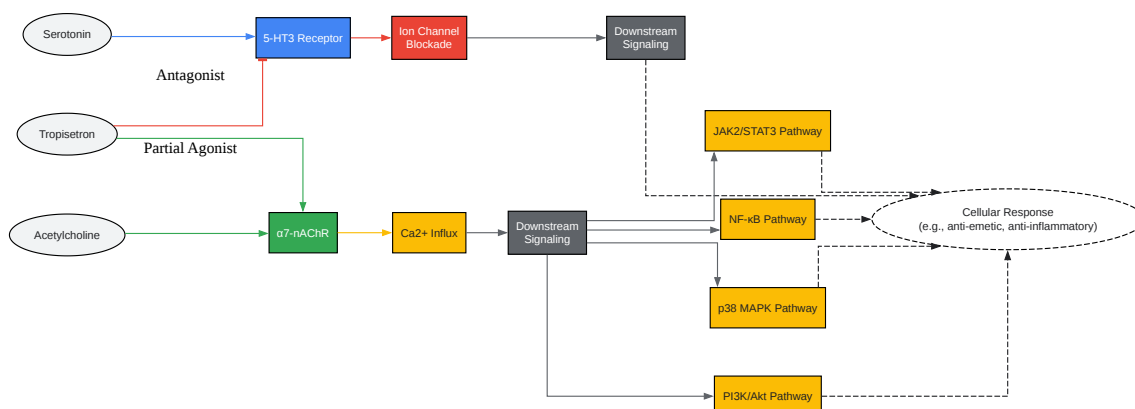 Serotonin
5-HT3 Receptor
Ion Channel
Blockade
Downstream
Signaling
Antagonist
Tropisetron
Partial Agonist
JAK2/STAT3 Pathway
Acetylcholine
α7-nAChR
Ca2+ Influx
Downstream
Signaling
NF-κB Pathway
Cellular Response
(e.g., anti-emetic, anti-inflammatory)
p38 MAPK Pathway
PI3K/Akt Pathway